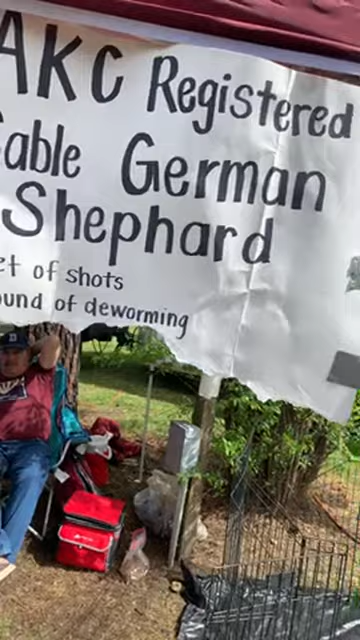 AKC Registered
able German
Shephard
et of shots
ound of deworming